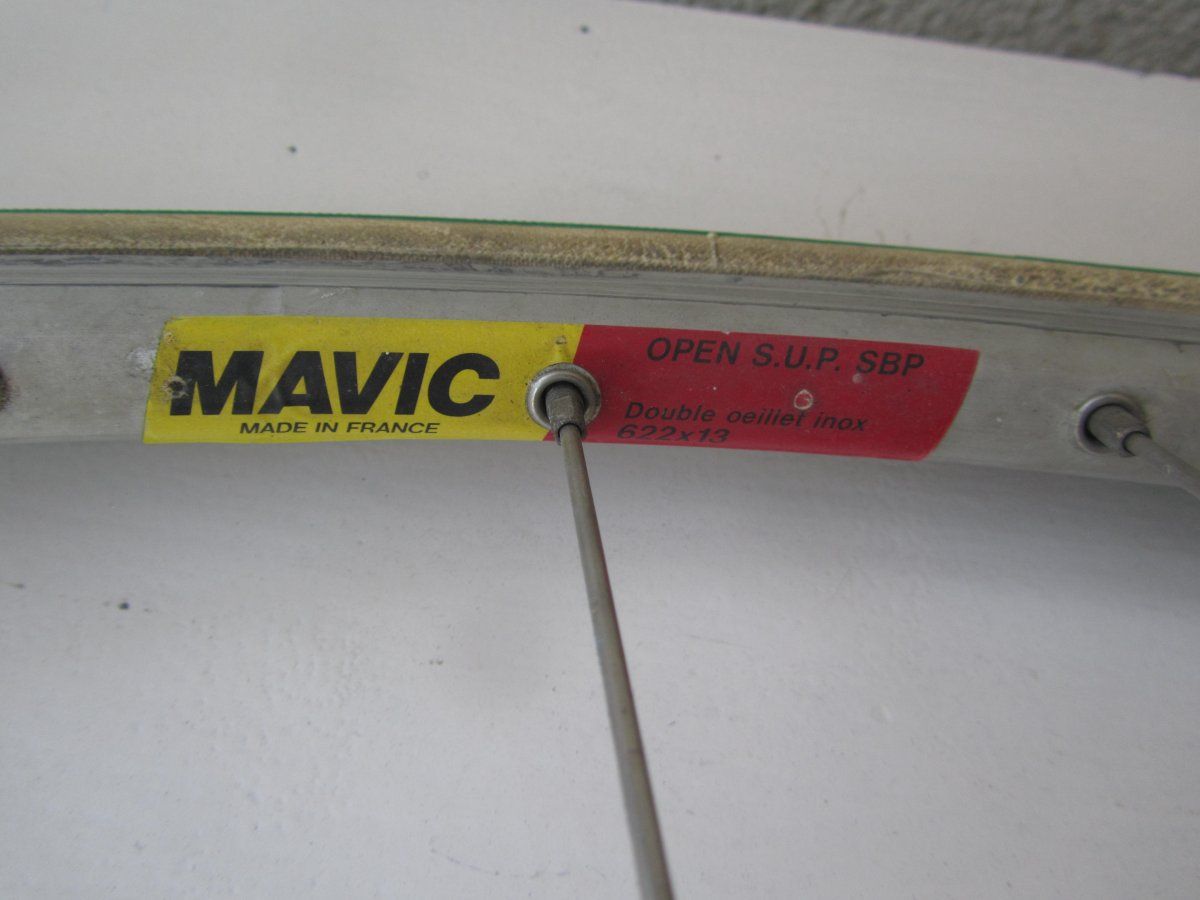 MAVIC
MADE IN FRANCE
OPEN S.U.P. SBP
Double oeillet inox
622x13